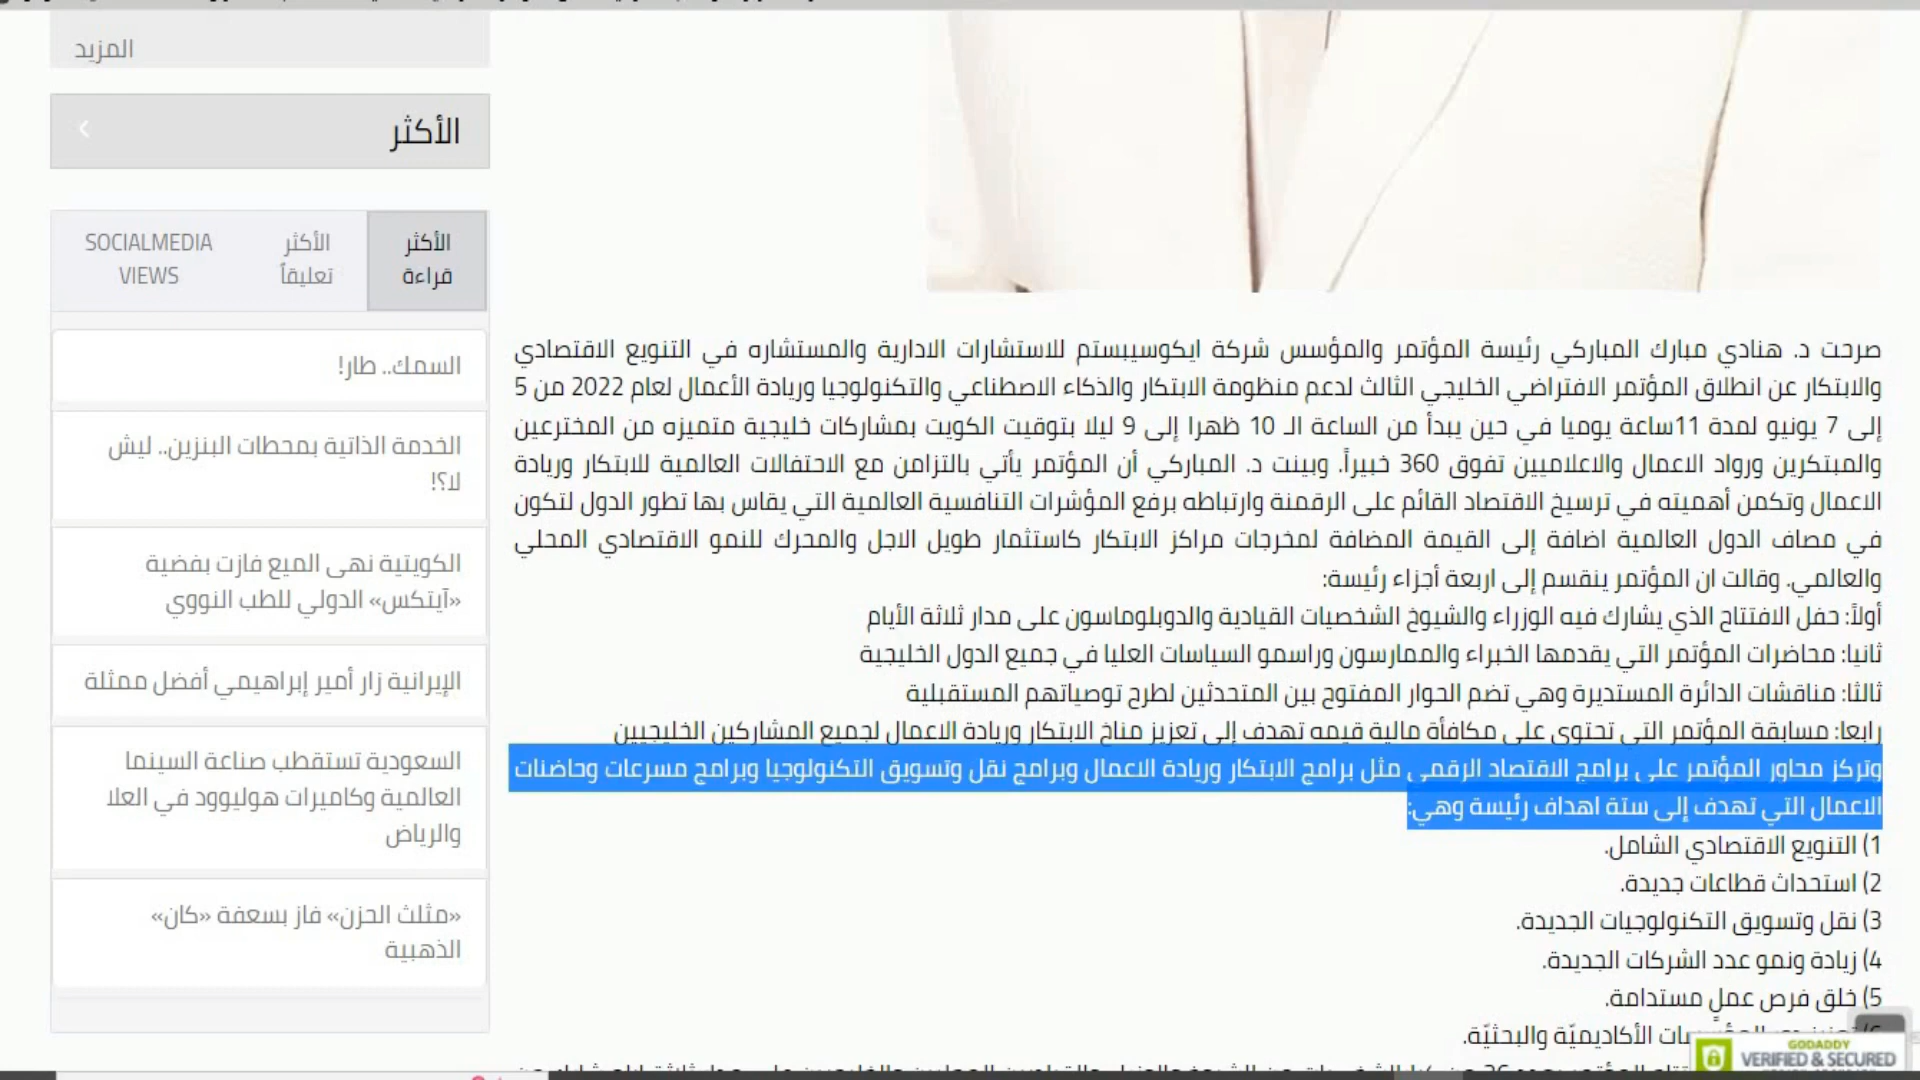 المزيد
الأكثر
الأكثر
قراءة
الأكثر
تعليقاً
SOCIALMEDIA
VIEWS
السمك.. طار!
الخدمة الذاتية بمحطات البنزين.. ليش
لا؟!
الكويتية نهى الميع فازت بفضية
«آيتكس» الدولي للطب النووي
الإيرانية زار أمير إبراهيمي أفضل ممثلة
السعودية تستقطب صناعة السينما
العالمية وكاميرات هوليوود في العلا
والرياض
«مثلث الحزن» فاز بسعفة «كان»
الذهبية
صرحت د. هنادي مبارك المباركي رئيسة المؤتمر والمؤسس شركة ايكوسيبستم للاستشارات الادارية والمستشاره في التنويع الاقتصادي
والابتكار عن انطلاق المؤتمر الافتراضي الخليجي الثالث لدعم منظومة الابتكار والذكاء الاصطناعي والتكنولوجيا وريادة الأعمال لعام 2022 من 5
إلى 7 يونيو لمدة 11ساعة يوميا في حين يبدأ من الساعة الـ 10 ظهرا إلى 9 ليلا بتوقيت الكويت بمشاركات خليجية متميزه من المخترعين
والمبتكرين ورواد الاعمال والاعلاميين تفوق 360 خبيراً. وبينت د. المباركي أن المؤتمر يأتي بالتزامن مع الاحتفالات العالمية للابتكار وريادة
الاعمال وتكمن أهميته في ترسيخ الاقتصاد القائم على الرقمنة وارتباطه برفع المؤشرات التنافسية العالمية التي يقاس بها تطور الدول لتكون
في مصاف الدول العالمية اضافة إلى القيمة المضافة لمخرجات مراكز الابتكار كاستثمار طويل الاجل والمحرك للنمو الاقتصادي المحلي
والعالمي. وقالت ان المؤتمر ينقسم إلى اربعة أجزاء رئيسة:
أولاً: حفل الافتتاح الذي يشارك فيه الوزراء والشيوخ الشخصيات القيادية والدوبلوماسون على مدار ثلاثة الأيام
ثانيا: محاضرات المؤتمر التي يقدمها الخبراء والممارسون وراسمو السياسات العليا في جميع الدول الخليجية
ثالثا: مناقشات الدائرة المستديرة وهي تضم الحوار المفتوح بين المتحدثين لطرح توصياتهم المستقبلية
رابعا: مسابقة المؤتمر التي تحتوي على مكافأة مالية قيمه تهدف إلى تعزيز مناخ الابتكار وريادة الاعمال لجميع المشاركين الخليجيين
وتركز محاور المؤتمر على برامج الاقتصاد الرقمي مثل برامج الابتكار وريادة الاعمال وبرامج نقل وتسويق التكنولوجيا وبرامج مسرعات وحاضنات
الاعمال التي تهدف إلى ستة اهداف رئيسة وهي:
1) التنويع الاقتصادي الشامل.
2) استحداث قطاعات جديدة.
3) نقل وتسويق التكنولوجيات الجديدة.
4) زيادة ونمو عدد الشركات الجديدة.
5) خلق فرص عملٍ مستدامة.
الأكاديميّة والبحثيّة.
GODADDY
VERIFIED & SECURED